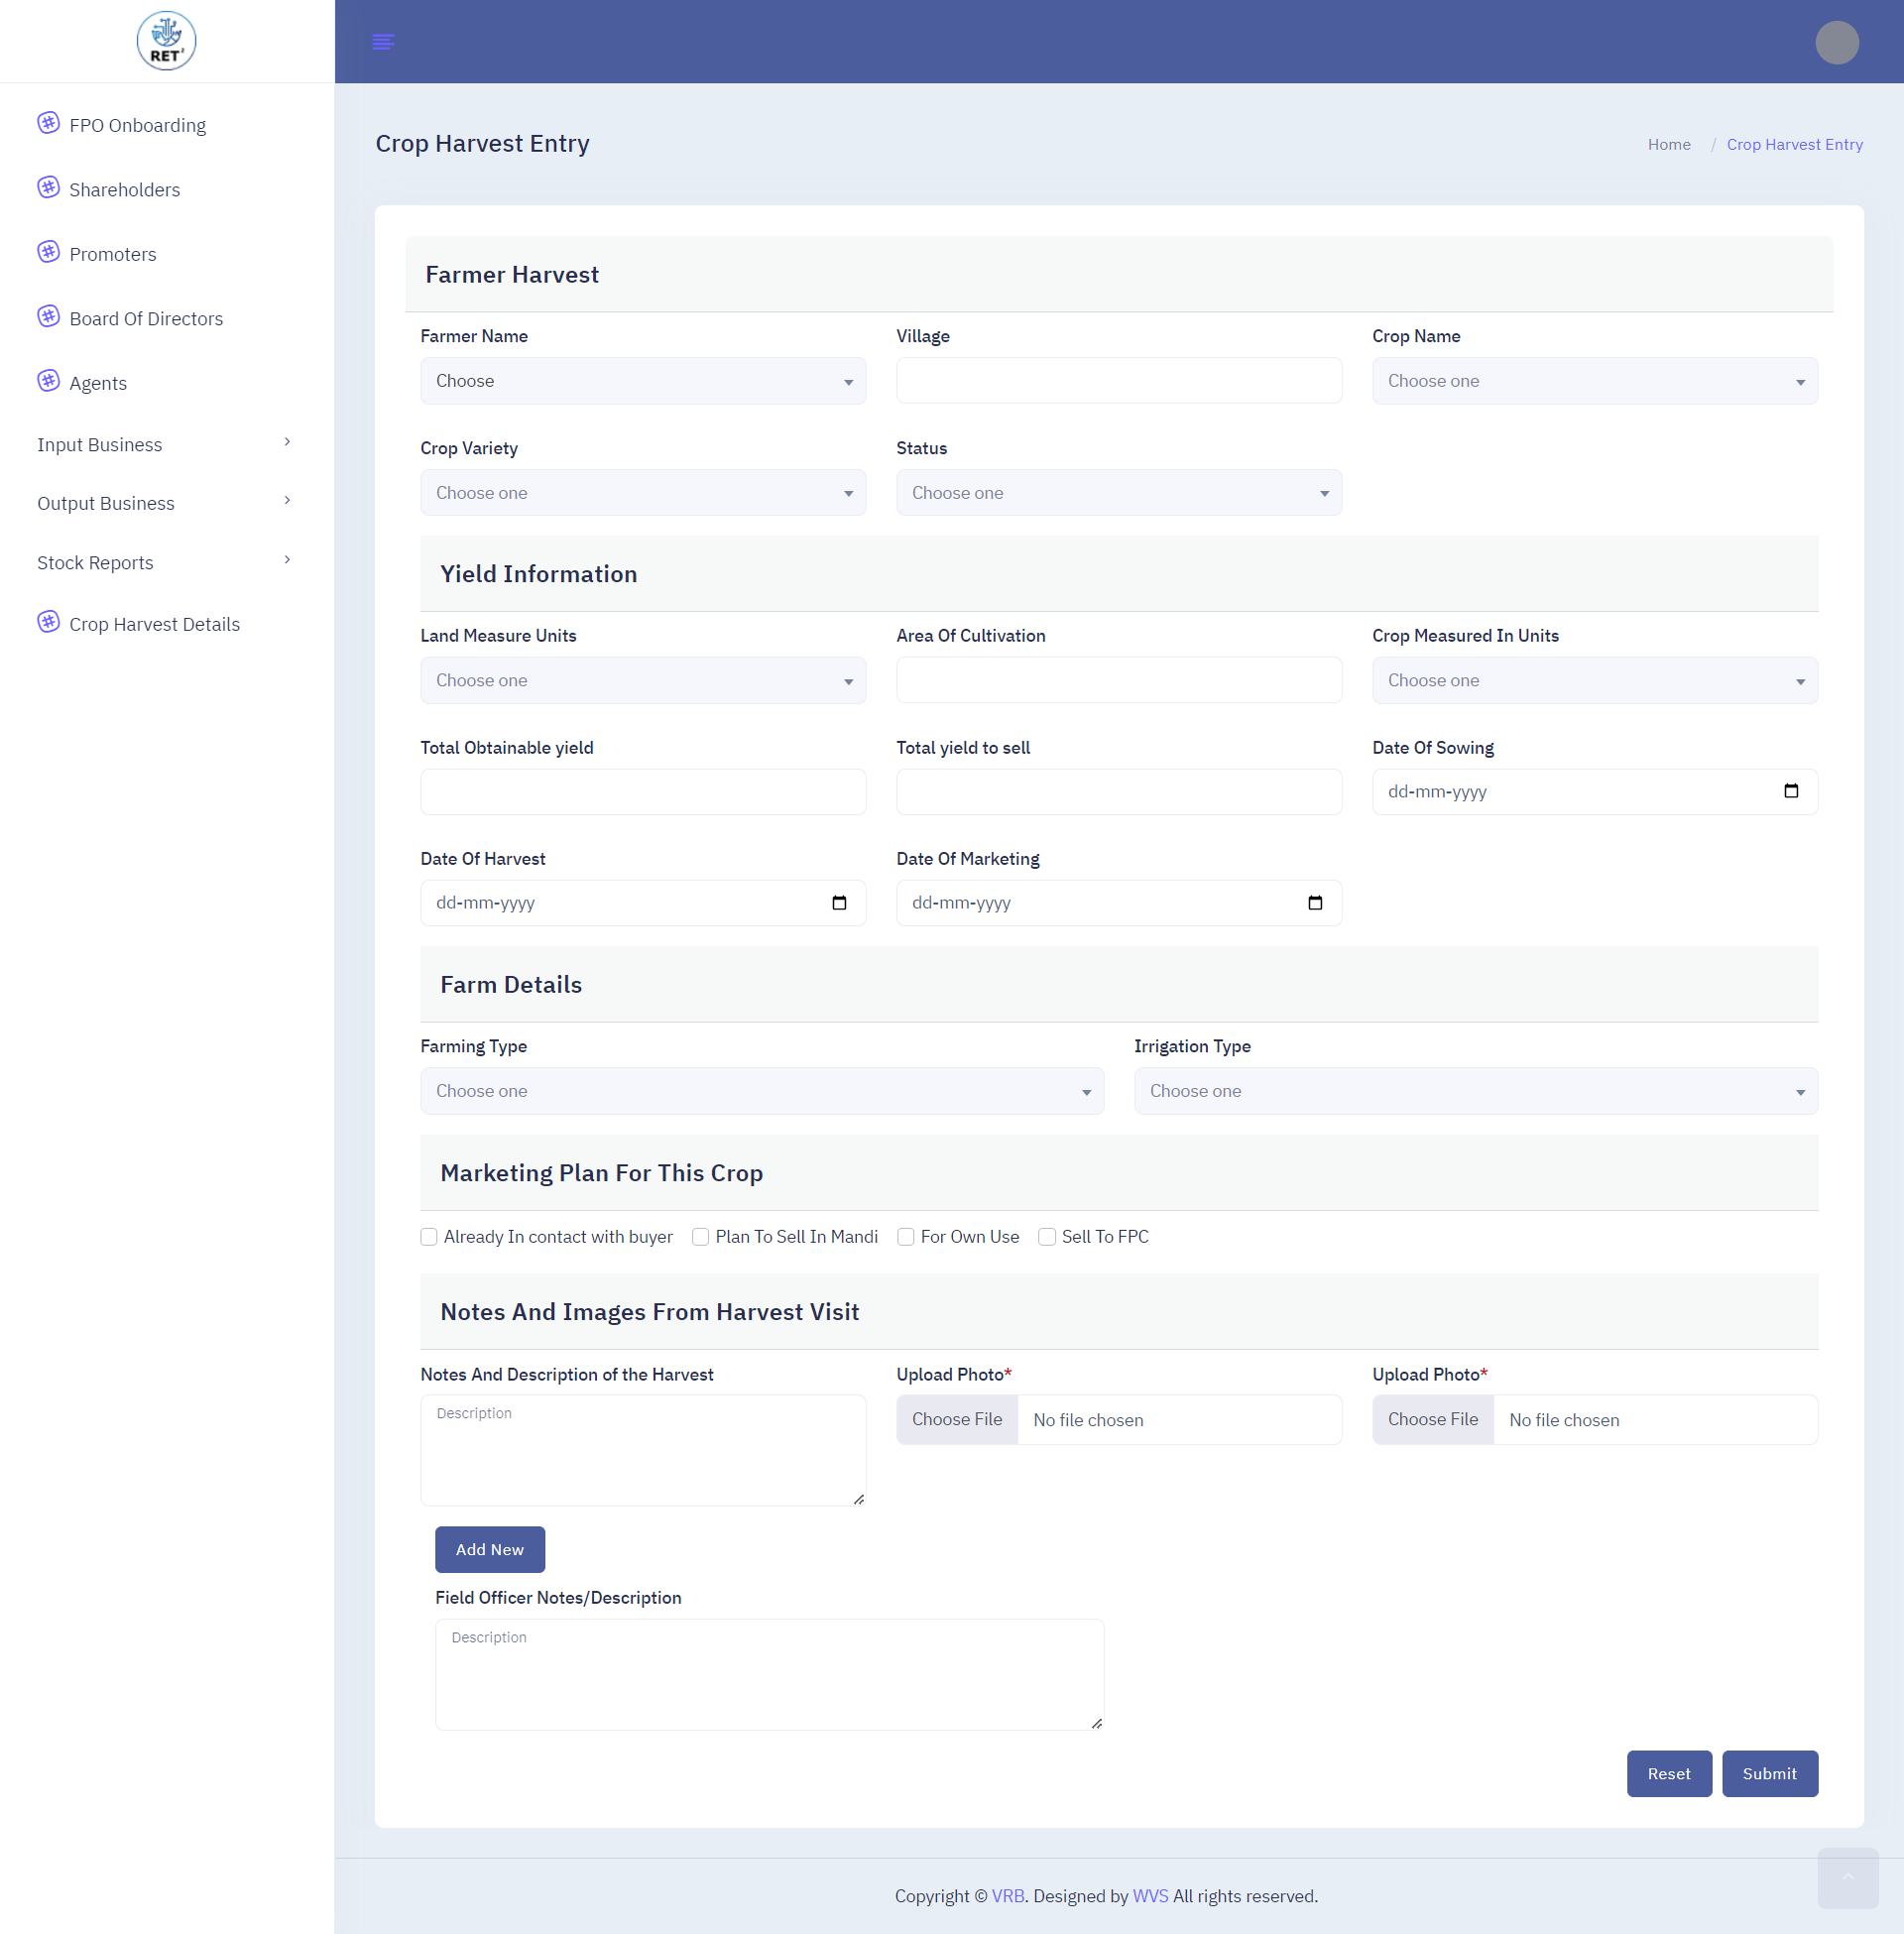 RET²
FPO Onboarding
Shareholders
Promoters
Board Of Directors
Agents
Input Business
Output Business
Stock Reports
Crop Harvest Details
Crop Harvest Entry
Home / Crop Harvest Entry
Farmer Harvest
Farmer Name Village Crop Name
Choose Choose one
Crop Variety Status
Choose one Choose one
Yield Information
Land Measure Units Area Of Cultivation Crop Measured In Units
Choose one Choose one
Total Obtainable yield Total yield to sell Date Of Sowing
dd-mm-yyyy
Date Of Harvest Date Of Marketing
dd-mm-yyyy dd-mm-yyyy
Farm Details
Farming Type Irrigation Type
Choose one Choose one
Marketing Plan For This Crop
Already In contact with buyer Plan To Sell In Mandi For Own Use Sell To FPC
Notes And Images From Harvest Visit
Notes And Description of the Harvest Upload Photo* Upload Photo*
Description Choose File No file chosen Choose File No file chosen
Add New
Field Officer Notes/Description
Description
Reset Submit
Copyright © VRB. Designed by WVS All rights reserved.